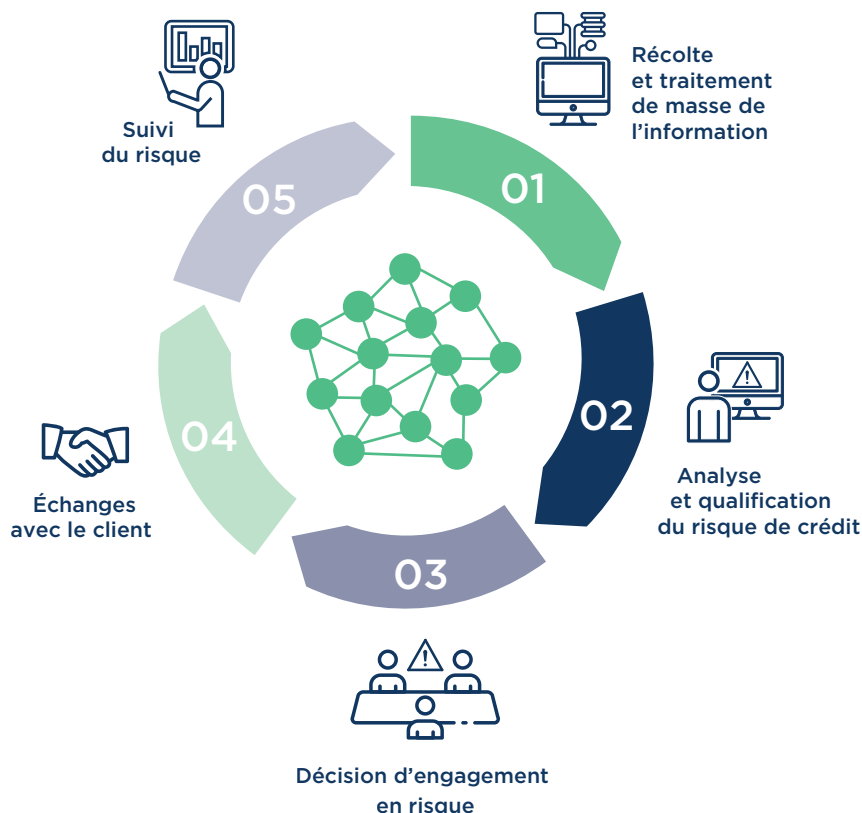 01
Récolte
et traitement
de masse de
l’information
02
Analyse
et qualification
du risque de crédit
03
Décision d’engagement
en risque
04
Échanges
avec le client
05
Suivi
du risque